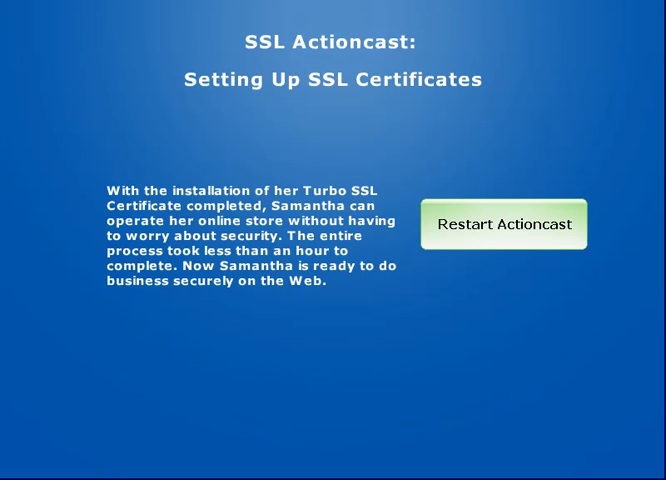 SSL Actioncast:
Setting Up SSL Certificates
With the installation of her Turbo SSL
Certificate completed, Samantha can
operate her online store without having
to worry about security. The entire
process took less than an hour to
complete. Now Samantha is ready to do
business securely on the Web.
Restart Actioncast